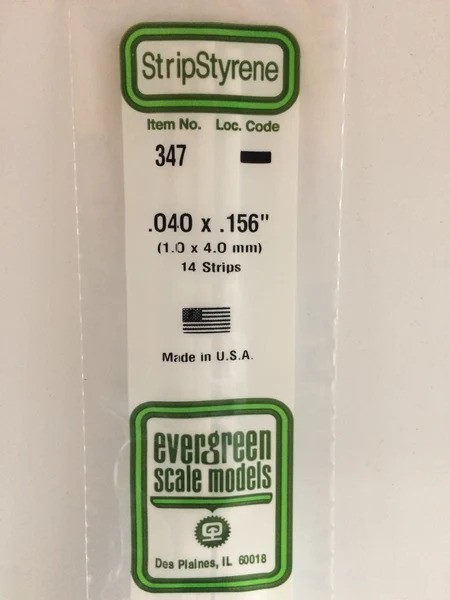 StripStyrene
Item No. Loc. Code
347
.040 x .156"
(1.0 x 4.0 mm)
14 Strips
Made in U.S.A.
evergreen
scale models
Des Plaines, IL 60018